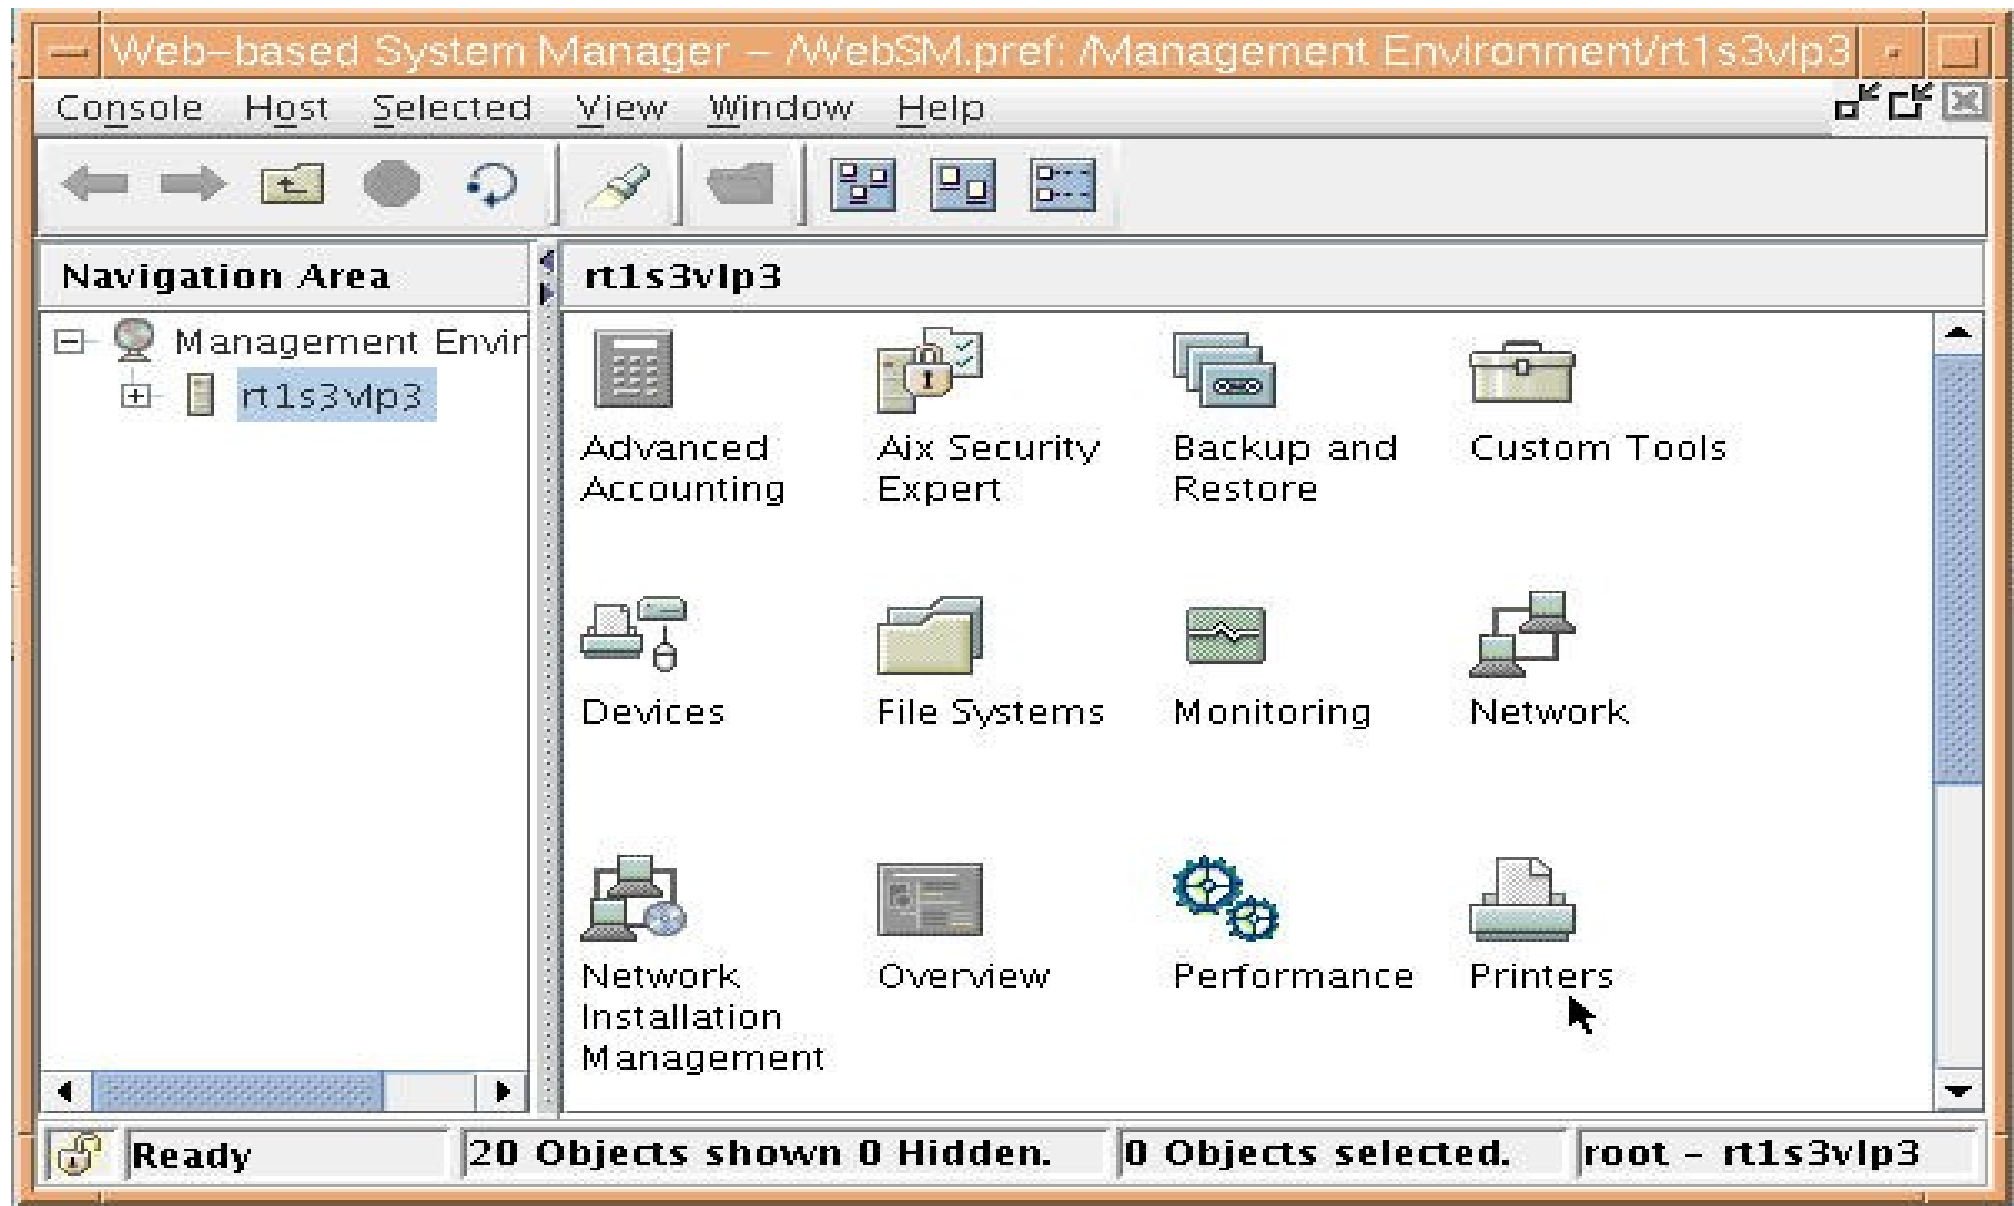 Web-based System Manager - /WebSM.pref: /Management Environment/rt1s3vlp3
Console Host Selected View Window Help
Navigation Area
rt1s3vlp3
Management Envir
rt1s3vlp3
Advanced Accounting
Aix Security Expert
Backup and Restore
Custom Tools
Devices
File Systems
Monitoring
Network
Network Installation Management
Overview
Performance
Printers
Ready
20 Objects shown 0 Hidden.
0 Objects selected.
root - rt1s3vlp3